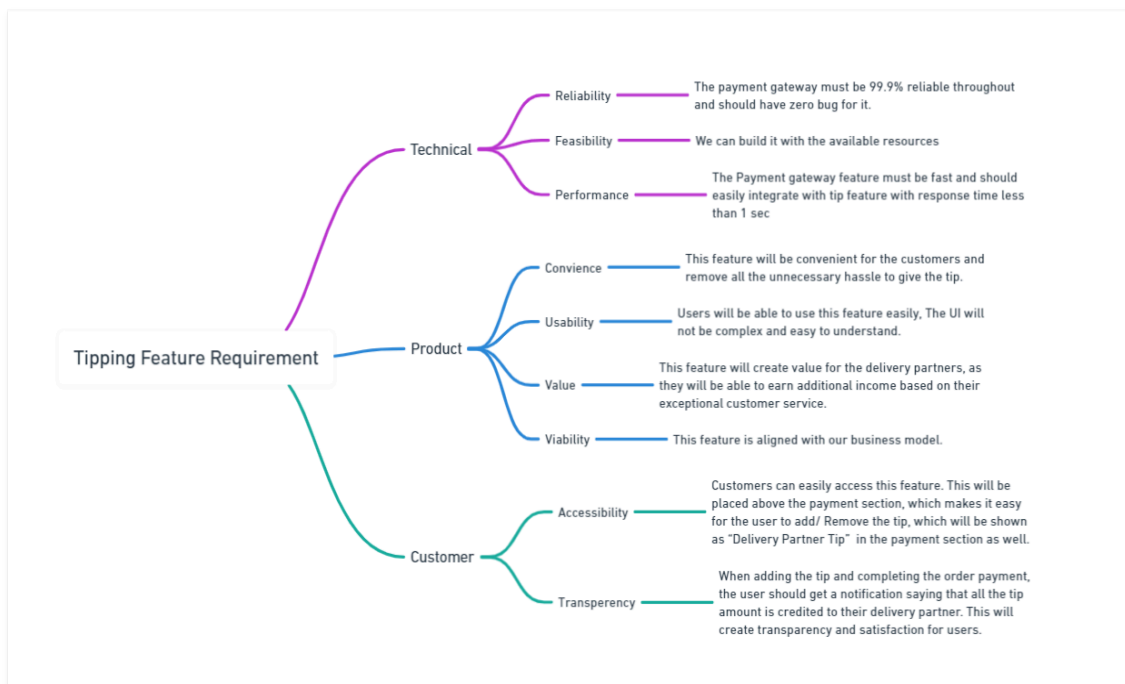 Tipping Feature Requirement
Technical
Reliability
The payment gateway must be 99.9% reliable throughout
and should have zero bug for it.
Feasibility
We can build it with the available resources
Performance
The Payment gateway feature must be fast and should
easily integrate with tip feature with response time less
than 1 sec
Product
Convience
This feature will be convenient for the customers and
remove all the unnecessary hassle to give the tip.
Usability
Users will be able to use this feature easily, The UI will
not be complex and easy to understand.
Value
This feature will create value for the delivery partners, as
they will be able to earn additional income based on their
exceptional customer service.
Viability
This feature is aligned with our business model.
Customer
Accessibility
Customers can easily access this feature. This will be
placed above the payment section, which makes it easy
for the user to add/ Remove the tip, which will be shown
as “Delivery Partner Tip” in the payment section as well.
Transperency
When adding the tip and completing the order payment,
the user should get a notification saying that all the tip
amount is credited to their delivery partner. This will
create transparency and satisfaction for users.